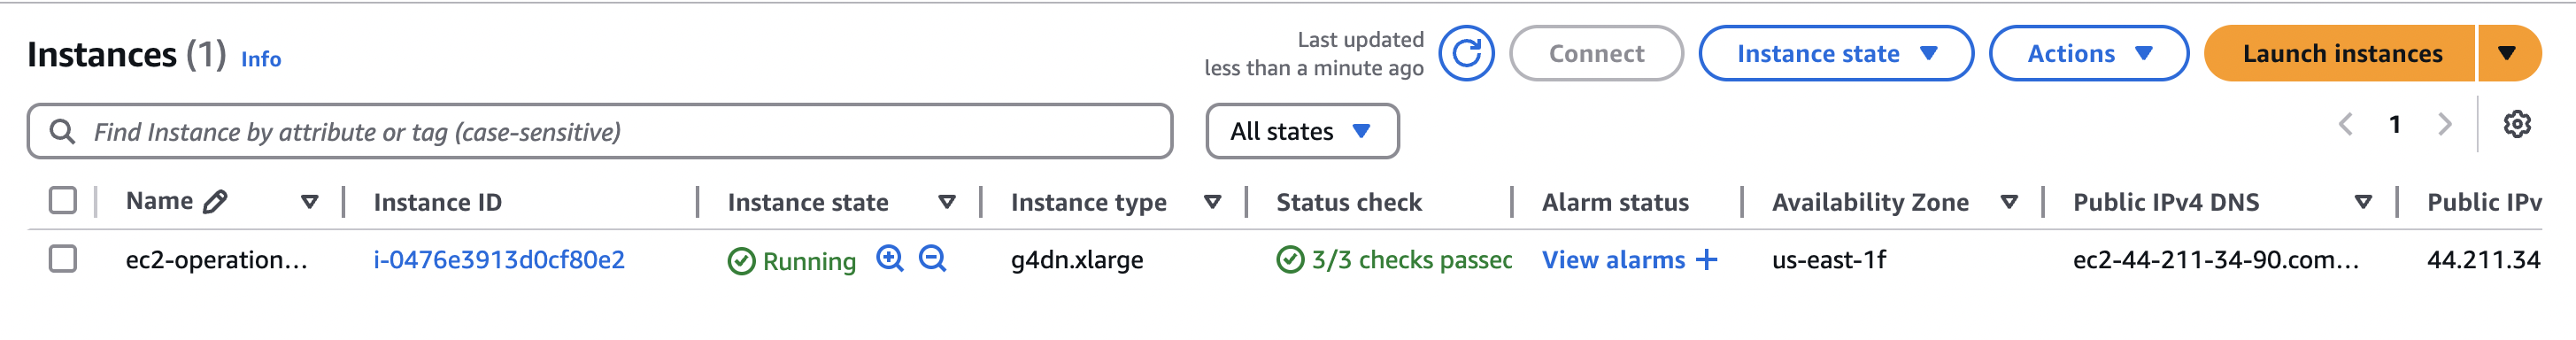 Instances (1) Info
Last updated
less than a minute ago
Connect
Instance state
Actions
Launch instances
Find Instance by attribute or tag (case-sensitive)
All states
1
Name Instance ID Instance state Instance type Status check Alarm status Availability Zone Public IPv4 DNS Public IPv
ec2-operation... i-0476e3913d0cf80e2 Running g4dn.xlarge 3/3 checks passed View alarms + us-east-1f ec2-44-211-34-90.com... 44.211.34